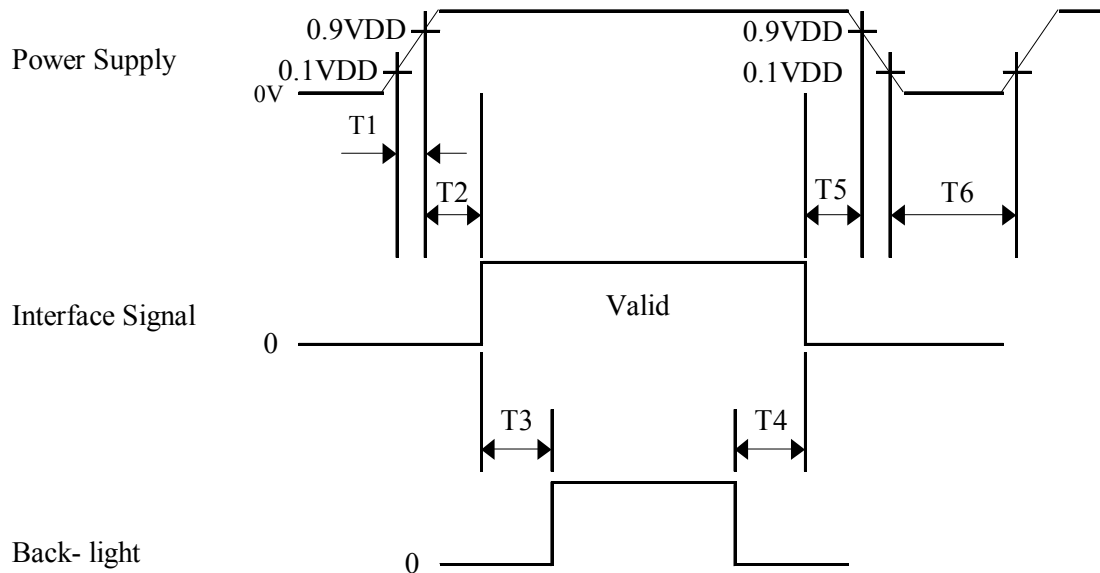 Power Supply
0.9VDD
0.1VDD
0V
0.9VDD
0.1VDD
T1
T2
T5
T6
Interface Signal
0
Valid
T3
T4
Back- light
0